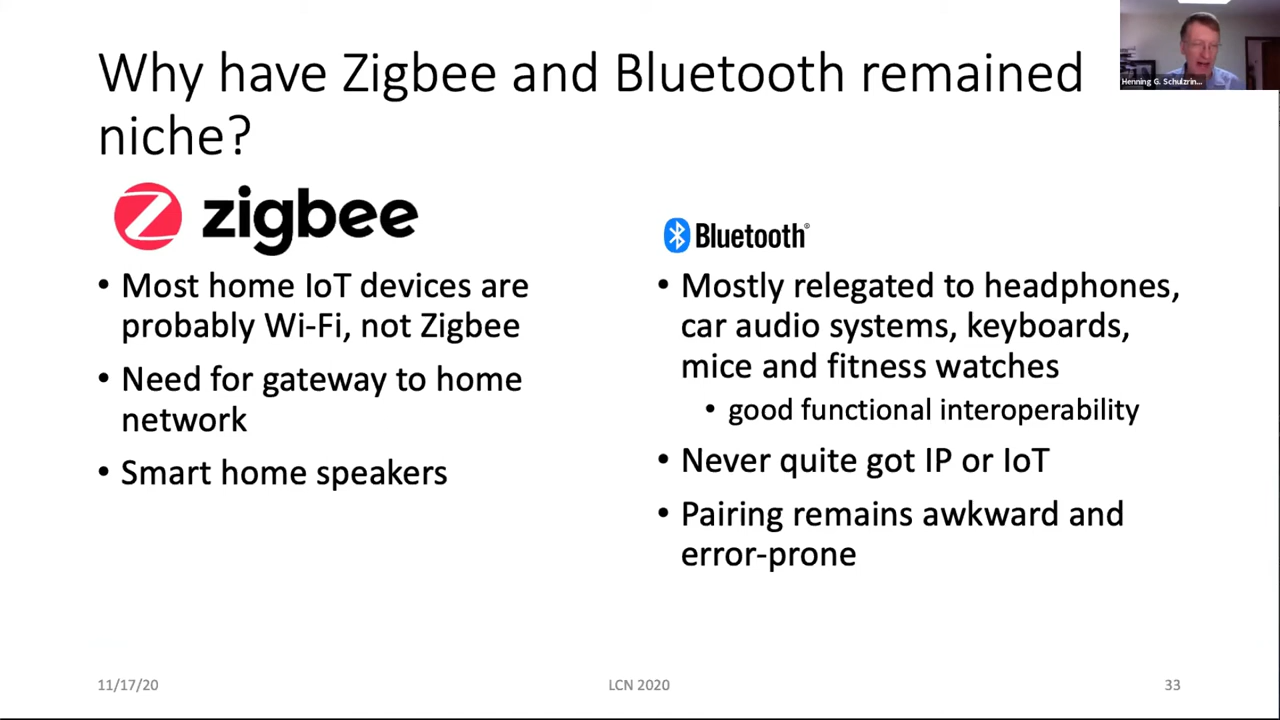 Why have Zigbee and Bluetooth remained
niche?
Henning G. Schulzrin...
zigbee
Bluetooth®
• Most home IoT devices are
probably Wi-Fi, not Zigbee
• Need for gateway to home
network
• Smart home speakers
• Mostly relegated to headphones,
car audio systems, keyboards,
mice and fitness watches
• good functional interoperability
• Never quite got IP or IoT
• Pairing remains awkward and
error-prone
11/17/20
LCN 2020
33